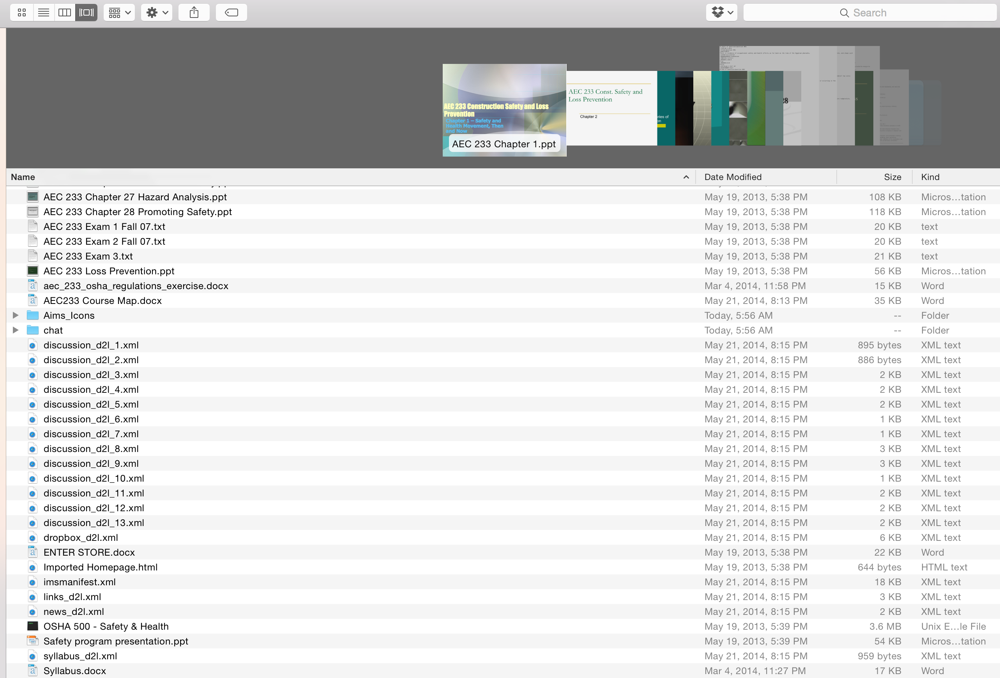 Search
AEC 233 Construction Safety and Loss
Prevention
Chapter 1 – Safety and
Health Movement, Then
and Now
AEC 233 Chapter 1.ppt
AEC 233 Const. Safety and
Loss Prevention
Chapter 2
ries of
on
28
Name Date Modified Size Kind
AEC 233 Chapter 27 Hazard Analysis.ppt May 19, 2013, 5:38 PM 108 KB Micros...tation
AEC 233 Chapter 28 Promoting Safety.ppt May 19, 2013, 5:38 PM 118 KB Micros...tation
AEC 233 Exam 1 Fall 07.txt May 19, 2013, 5:38 PM 20 KB text
AEC 233 Exam 2 Fall 07.txt May 19, 2013, 5:38 PM 20 KB text
AEC 233 Exam 3.txt May 19, 2013, 5:38 PM 21 KB text
AEC 233 Loss Prevention.ppt May 19, 2013, 5:38 PM 56 KB Micros...tation
aec_233_osha_regulations_exercise.docx Mar 4, 2014, 11:58 PM 15 KB Word
AEC233 Course Map.docx May 21, 2014, 8:13 PM 35 KB Word
Aims_Icons Today, 5:56 AM -- Folder
chat Today, 5:56 AM -- Folder
discussion_d2l_1.xml May 21, 2014, 8:15 PM 895 bytes XML text
discussion_d2l_2.xml May 21, 2014, 8:15 PM 886 bytes XML text
discussion_d2l_3.xml May 21, 2014, 8:15 PM 2 KB XML text
discussion_d2l_4.xml May 21, 2014, 8:15 PM 2 KB XML text
discussion_d2l_5.xml May 21, 2014, 8:15 PM 2 KB XML text
discussion_d2l_6.xml May 21, 2014, 8:15 PM 1 KB XML text
discussion_d2l_7.xml May 21, 2014, 8:15 PM 1 KB XML text
discussion_d2l_8.xml May 21, 2014, 8:15 PM 3 KB XML text
discussion_d2l_9.xml May 21, 2014, 8:15 PM 3 KB XML text
discussion_d2l_10.xml May 21, 2014, 8:15 PM 1 KB XML text
discussion_d2l_11.xml May 21, 2014, 8:15 PM 2 KB XML text
discussion_d2l_12.xml May 21, 2014, 8:15 PM 2 KB XML text
discussion_d2l_13.xml May 21, 2014, 8:15 PM 2 KB XML text
dropbox_d2l.xml May 21, 2014, 8:15 PM 6 KB XML text
ENTER STORE.docx May 19, 2013, 5:38 PM 22 KB Word
Imported Homepage.html May 19, 2013, 5:38 PM 644 bytes HTML text
imsmanifest.xml May 21, 2014, 8:15 PM 18 KB XML text
links_d2l.xml May 21, 2014, 8:15 PM 3 KB XML text
news_d2l.xml May 21, 2014, 8:15 PM 2 KB XML text
OSHA 500 - Safety & Health May 19, 2013, 5:39 PM 3.6 MB Unix E...le File
Safety program presentation.ppt May 19, 2013, 5:39 PM 54 KB Micros...tation
syllabus_d2l.xml May 21, 2014, 8:15 PM 959 bytes XML text
Syllabus.docx Mar 4, 2014, 11:27 PM 17 KB Word